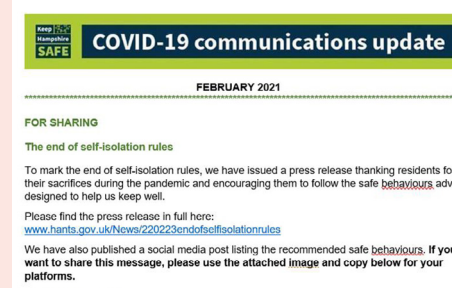 Keep
Hampshire
SAFE
COVID-19 communications update
FEBRUARY 2021
FOR SHARING
The end of self-isolation rules
To mark the end of self-isolation rules, we have issued a press release thanking residents fo
their sacrifices during the pandemic and encouraging them to follow the safe behaviours adv
designed to help us keep well.
Please find the press release in full here:
www.hants.gov.uk/News/220223endofselfisolationrules
We have also published a social media post listing the recommended safe behaviours. If you
want to share this message, please use the attached image and copy below for your
platforms.